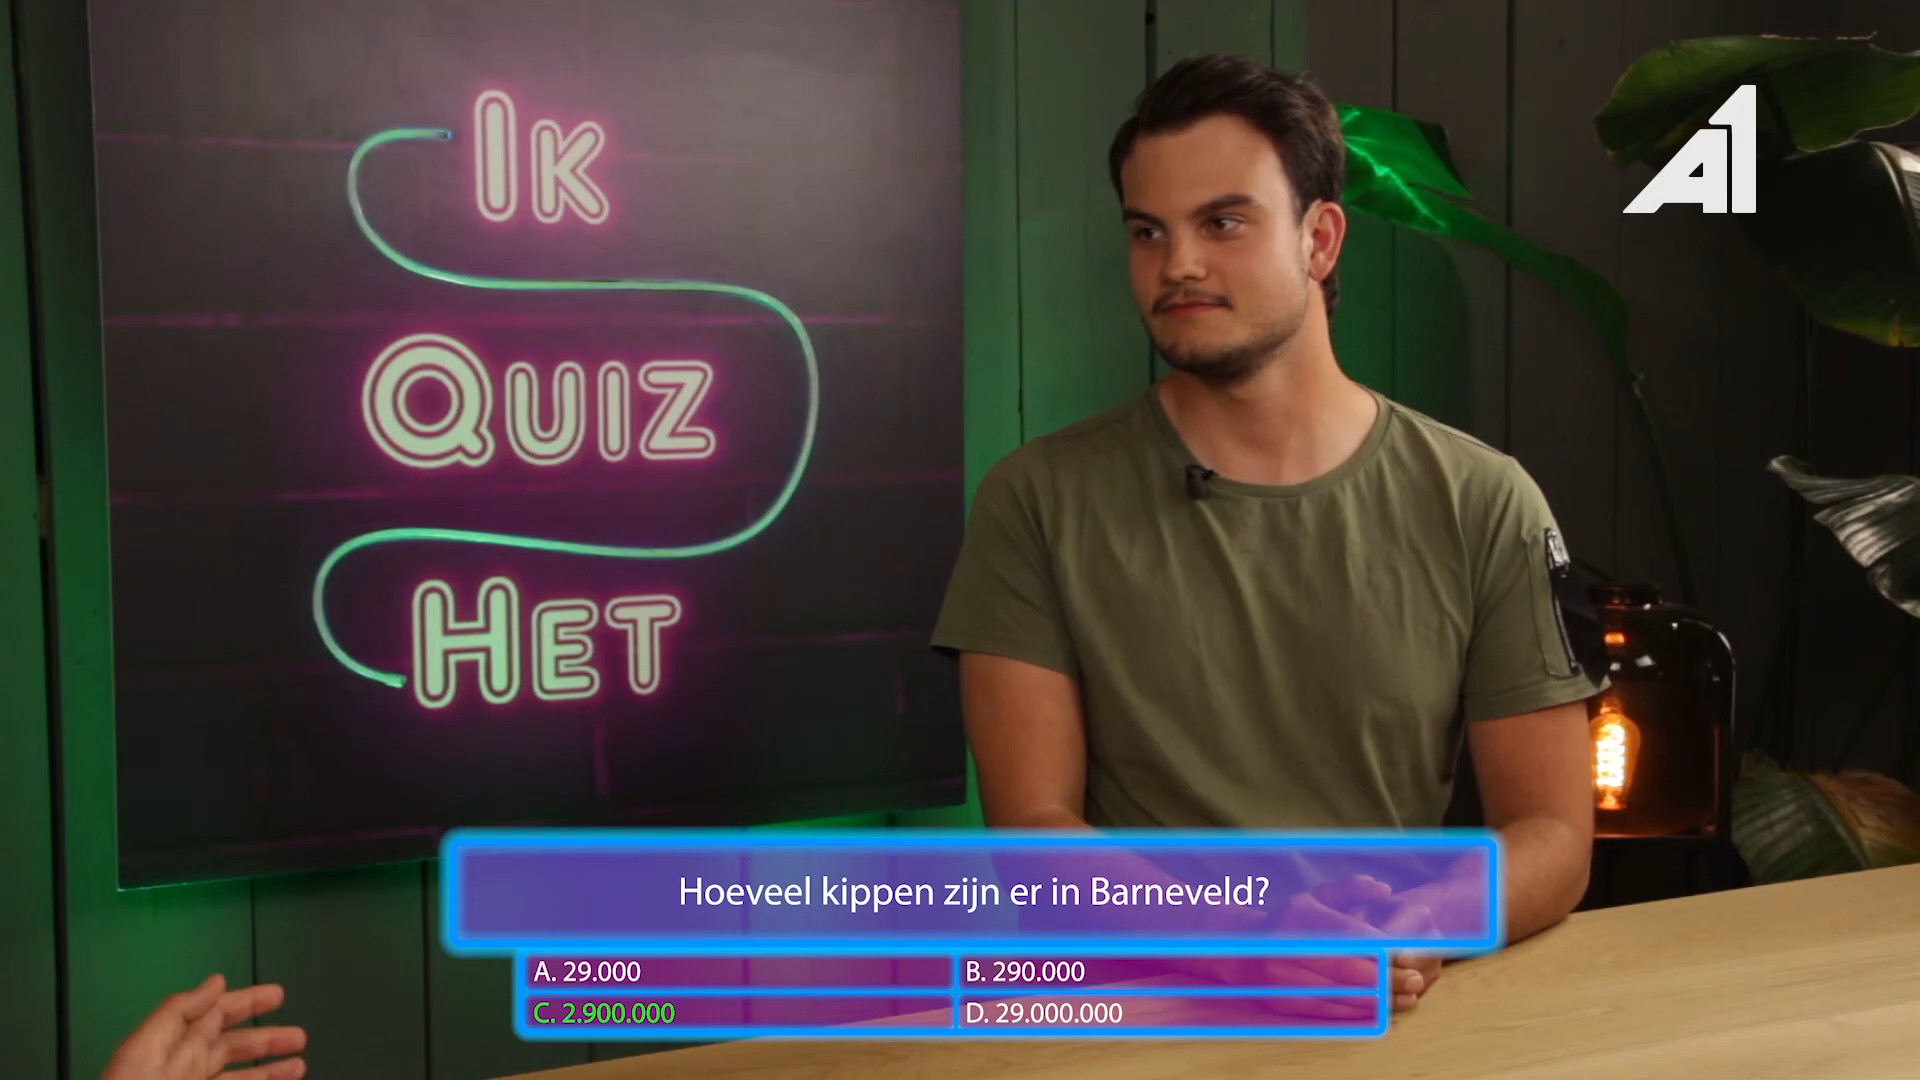 Ik
Quiz
Het
A1
Hoeveel kippen zijn er in Barneveld?
A. 29.000
B. 290.000
C. 2.900.000
D. 29.000.000